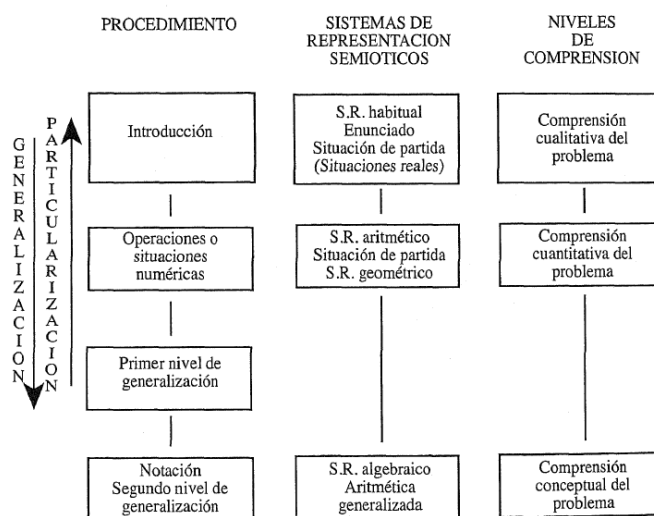 PROCEDIMIENTO
SISTEMAS DE
REPRESENTACION
SEMIOTICOS
NIVELES
DE
COMPRENSION
GENERALIZACION
PARTICULARIZACION
Introducción
S.R. habitual
Enunciado
Situación de partida
(Situaciones reales)
Comprensión
cualitativa del
problema
Operaciones o
situaciones
numéricas
S.R. aritmético
Situación de partida
S.R. geométrico
Comprensión
cuantitativa del
problema
Primer nivel de
generalización
Notación
Segundo nivel de
generalización
S.R. algebraico
Aritmética
generalizada
Comprensión
conceptual del
problema